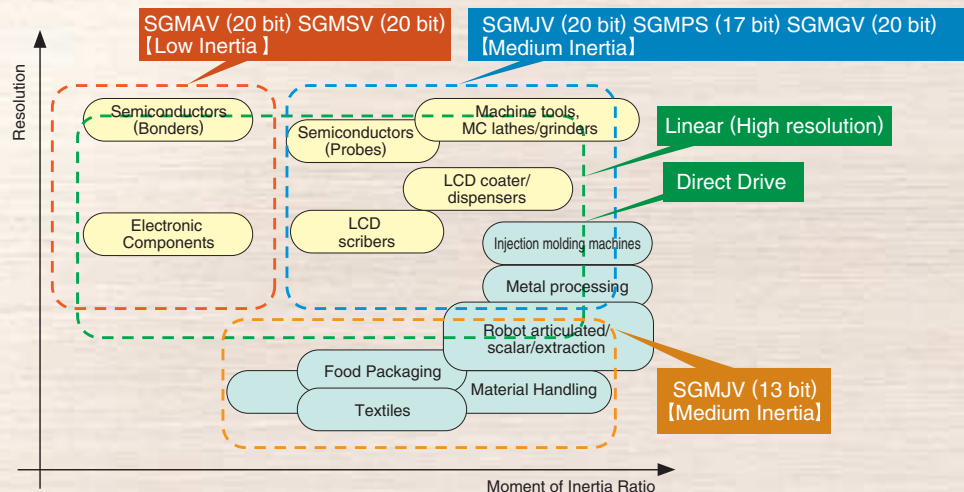 SGMAV (20 bit) SGMSV (20 bit)
【Low Inertia】
SGMJV (20 bit) SGMPS (17 bit) SGMGV (20 bit)
【Medium Inertia】
Resolution
Semiconductors
(Bonders)
Semiconductors
(Probes)
Machine tools,
MC lathes/grinders
Linear (High resolution)
LCD coater/
dispensers
Direct Drive
Electronic
Components
LCD
scribers
Injection molding machines
Metal processing
Robot articulated/
scalar/extraction
Food Packaging
Material Handling
Textiles
SGMJV (13 bit)
【Medium Inertia】
Moment of Inertia Ratio